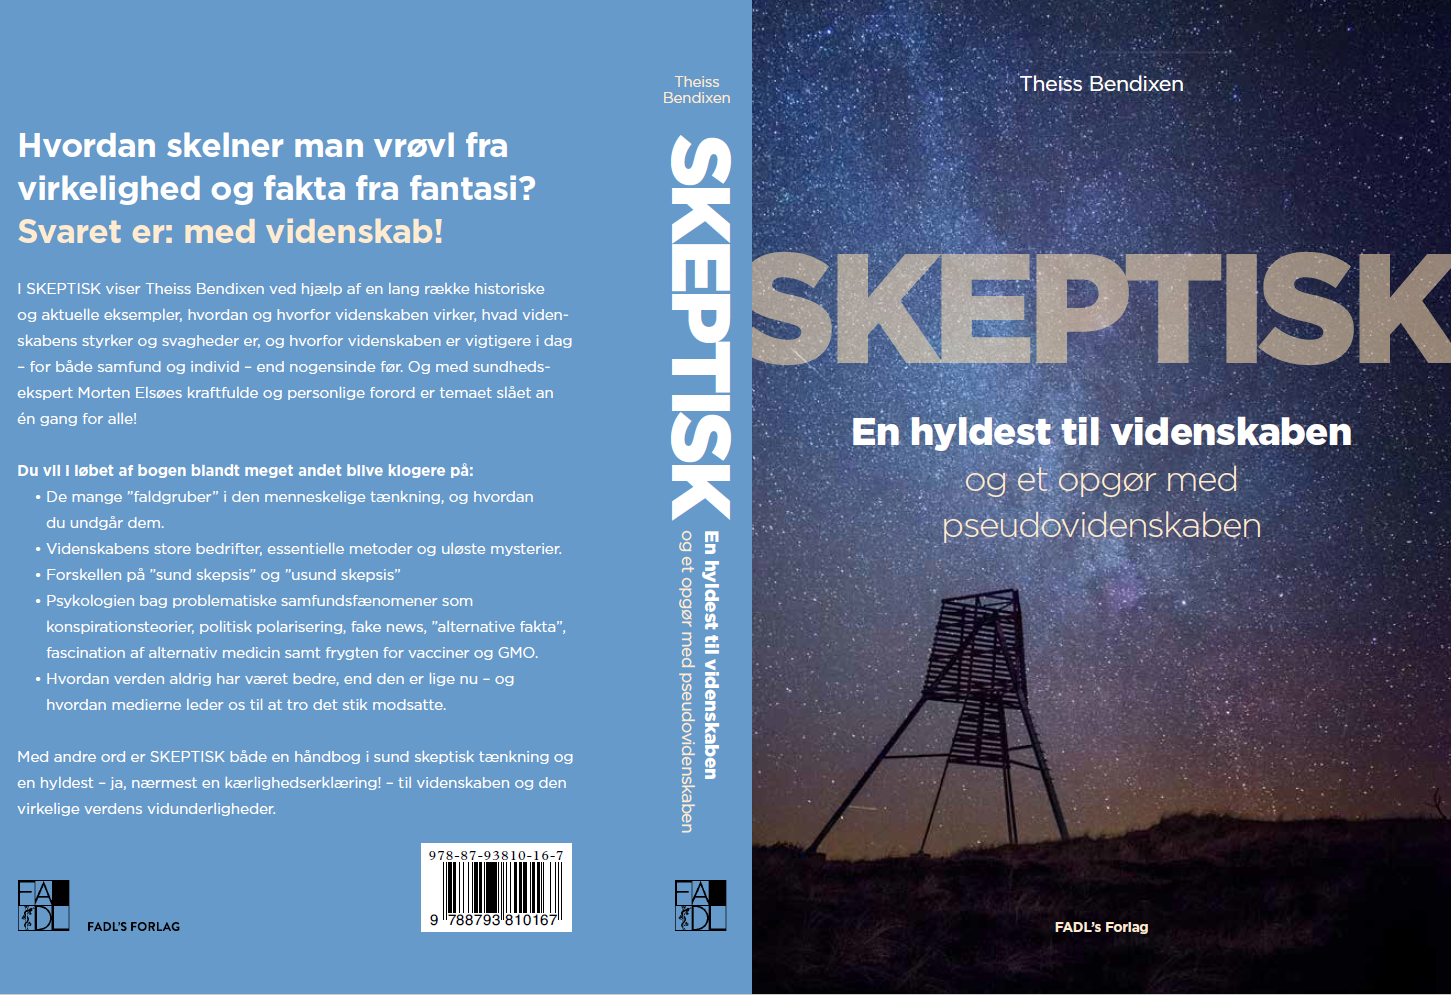 Hvordan skelner man vrøvl fra
virkelighed og fakta fra fantasi?
Svaret er: med videnskab!
I SKEPTISK viser Theiss Bendixen ved hjælp af en lang række historiske
og aktuelle eksempler, hvordan og hvorfor videnskaben virker, hvad viden-
skabens styrker og svagheder er, og hvorfor videnskaben er vigtigere i dag
– for både samfund og individ – end nogensinde før. Og med sundheds-
ekspert Morten Elsøes kraftfulde og personlige forord er temaet slået an
én gang for alle!
Du vil i løbet af bogen blandt meget andet blive klogere på:
• De mange ”faldgruber” i den menneskelige tænkning, og hvordan
du undgår dem.
• Videnskabens store bedrifter, essentielle metoder og uløste mysterier.
• Forskellen på ”sund skepsis” og ”usund skepsis”
• Psykologien bag problematiske samfundsfænomener som
konspirationsteorier, politisk polarisering, fake news, ”alternative fakta”,
fascination af alternativ medicin samt frygten for vacciner og GMO.
• Hvordan verden aldrig har været bedre, end den er lige nu – og
hvordan medierne leder os til at tro det stik modsatte.
Med andre ord er SKEPTISK både en håndbog i sund skeptisk tænkning og
en hyldest – ja, nærmest en kærlighedserklæring! – til videnskaben og den
virkelige verdens vidunderligheder.
FADL
FADL'S FORLAG
978-87-93810-16-7
9 788793 810167
Theiss
Bendixen
SKEPTISK
En hyldest til videnskaben
og et opgør med pseudovidenskaben
FADL
Theiss Bendixen
SKEPTISK
En hyldest til videnskaben
og et opgør med
pseudovidenskaben
FADL's Forlag